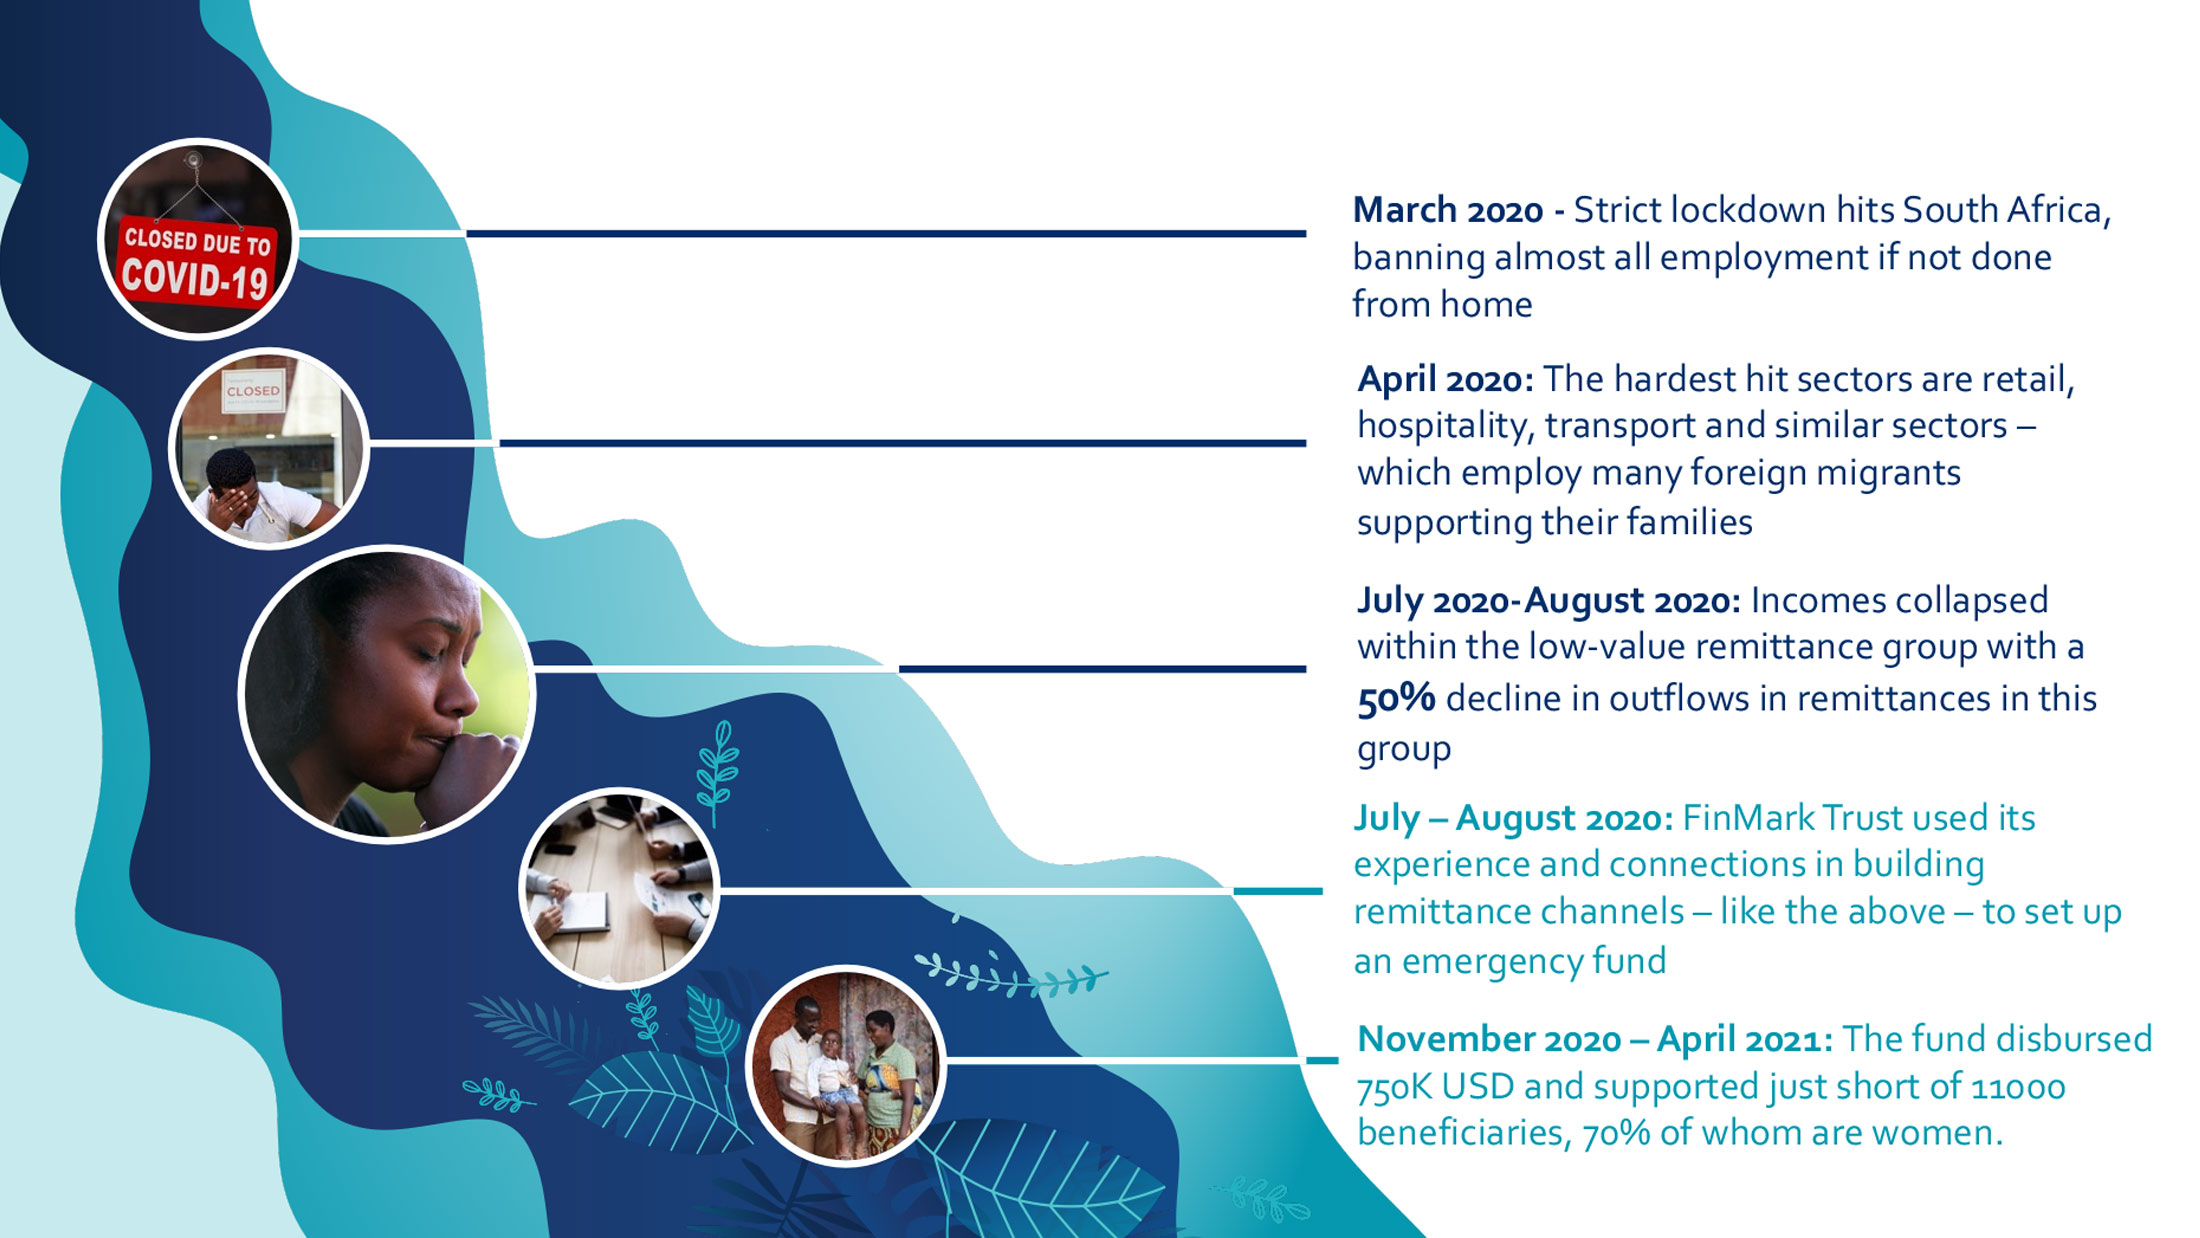 CLOSED DUE TO
COVID-19
CLOSED
March 2020 - Strict lockdown hits South Africa,
banning almost all employment if not done
from home
April 2020: The hardest hit sectors are retail,
hospitality, transport and similar sectors –
which employ many foreign migrants
supporting their families
July 2020-August 2020: Incomes collapsed
within the low-value remittance group with a
50% decline in outflows in remittances in this
group
July – August 2020: FinMark Trust used its
experience and connections in building
remittance channels – like the above – to set up
an emergency fund
November 2020 – April 2021: The fund disbursed
750K USD and supported just short of 11000
beneficiaries, 70% of whom are women.